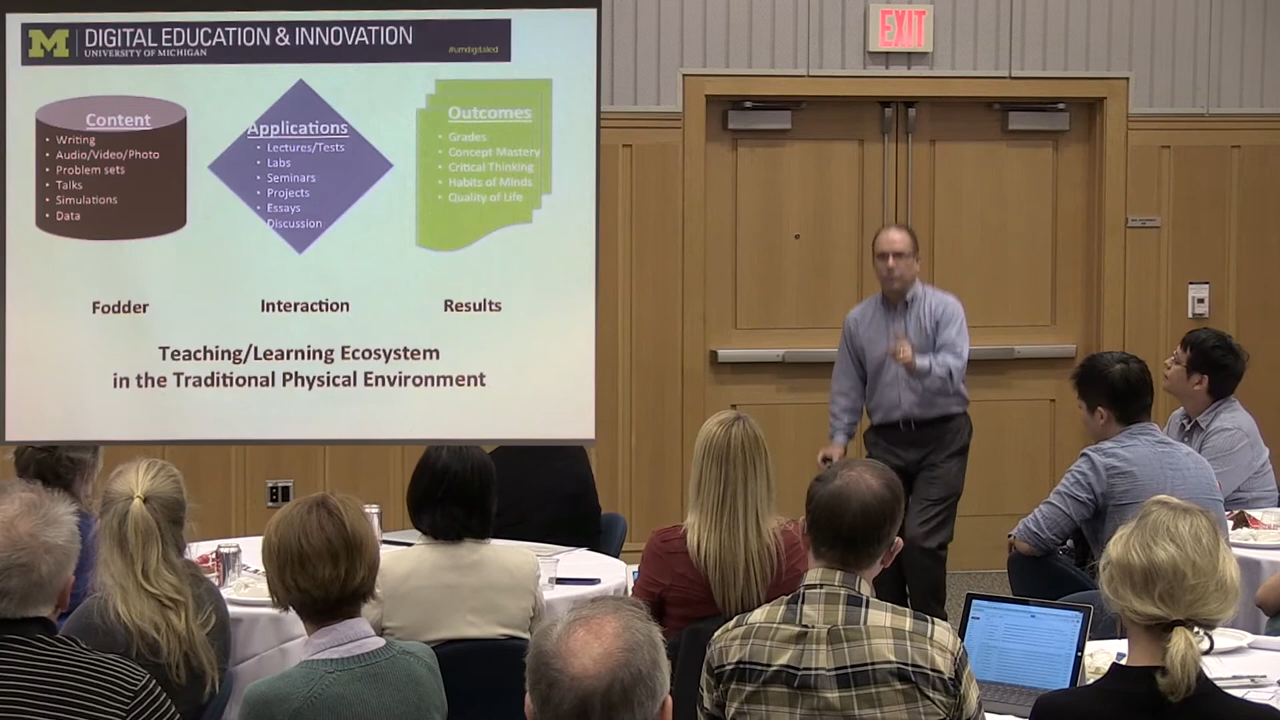 EXIT
M
DIGITAL EDUCATION & INNOVATION
UNIVERSITY OF MICHIGAN
#umdigitaled
Content
• Writing
• Audio/Video/Photo
• Problem sets
• Talks
• Simulations
• Data
Applications
• Lectures/Tests
• Labs
• Seminars
• Projects
• Essays
Discussion
Outcomes
• Grades
• Concept Mastery
• Critical Thinking
• Habits of Minds
• Quality of Life
Fodder
Interaction
Results
Teaching/Learning Ecosystem
in the Traditional Physical Environment